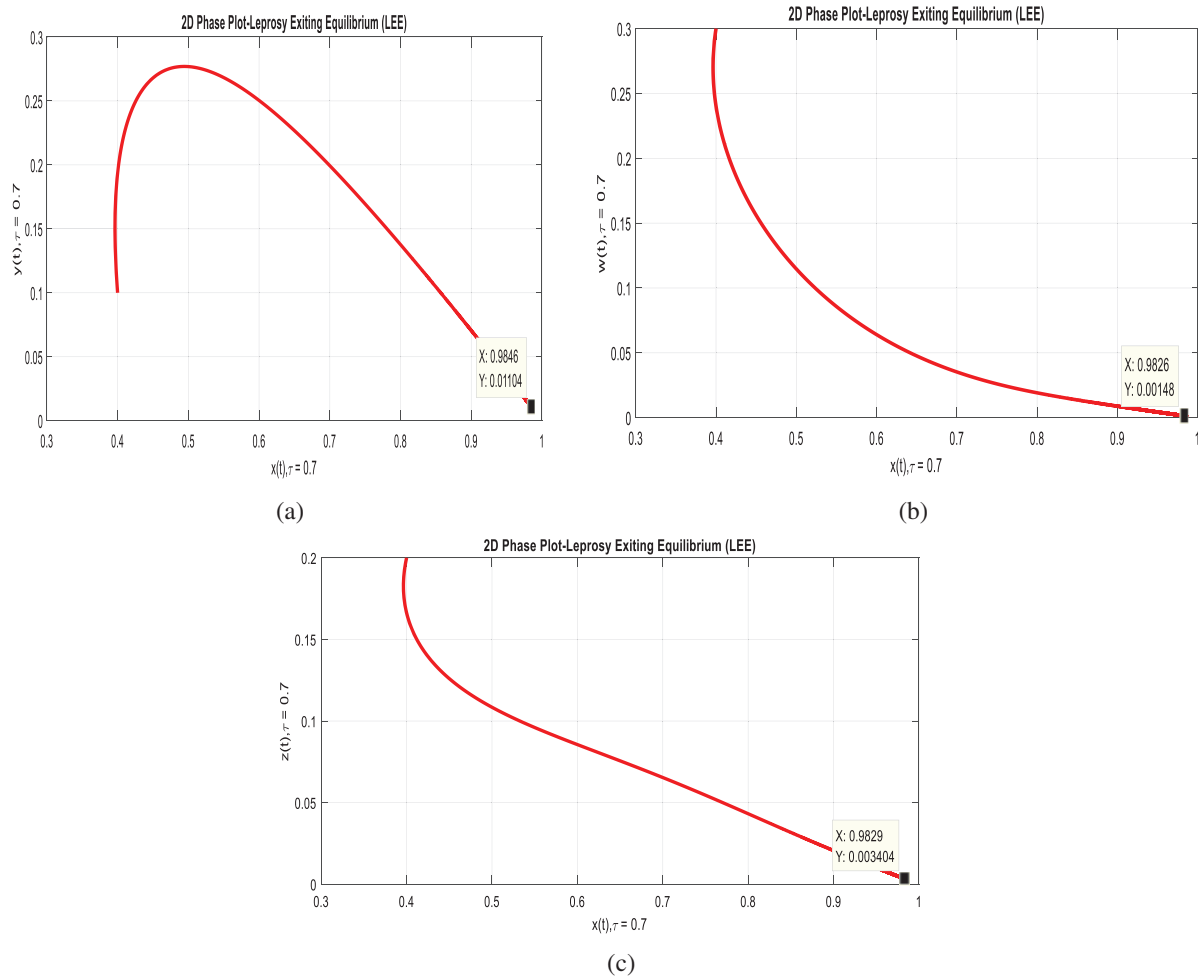 2D Phase Plot-Leprosy Exiting Equilibrium (LEE)
0.3
0.25
0.2
0.15
0.1
0.05
0
y(t),τ = 0.7
X: 0.9846
Y: 0.01104
0.3 0.4 0.5 0.6 0.7 0.8 0.9 1
x(t),τ = 0.7
(a)
2D Phase Plot-Leprosy Exiting Equilibrium (LEE)
0.3
0.25
0.2
0.15
0.1
0.05
0
w(t),τ = 0.7
X: 0.9826
Y: 0.00148
0.3 0.4 0.5 0.6 0.7 0.8 0.9 1
x(t),τ = 0.7
(b)
2D Phase Plot-Leprosy Exiting Equilibrium (LEE)
0.2
0.15
0.1
0.05
0
z(t),τ = 0.7
X: 0.9829
Y: 0.003404
0.3 0.4 0.5 0.6 0.7 0.8 0.9 1
x(t),τ = 0.7
(c)